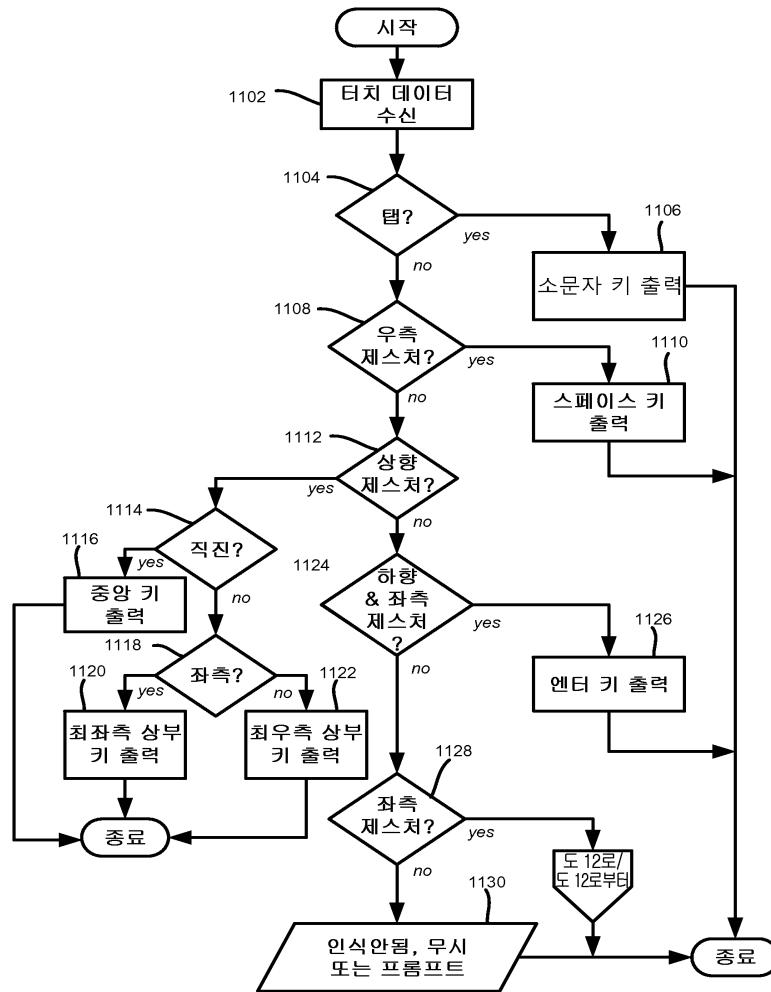 시작
1102
터치 데이터
수신
1104
탭?
yes
no
1106
소문자 키 출력
1108
우측
제스처?
yes
no
1110
스페이스 키
출력
1112
상향
제스처?
yes
no
1114
직진?
yes
no
1116
중앙 키
출력
1118
좌측?
yes
no
1120
최좌측 상부
키 출력
1122
최우측 상부
키 출력
종료
1124
하향
& 좌측
제스처
?
yes
no
1126
엔터 키 출력
1128
좌측
제스처?
yes
no
도 12로/
도 12로부터
1130
인식안됨, 무시
또는 프롬프트
종료